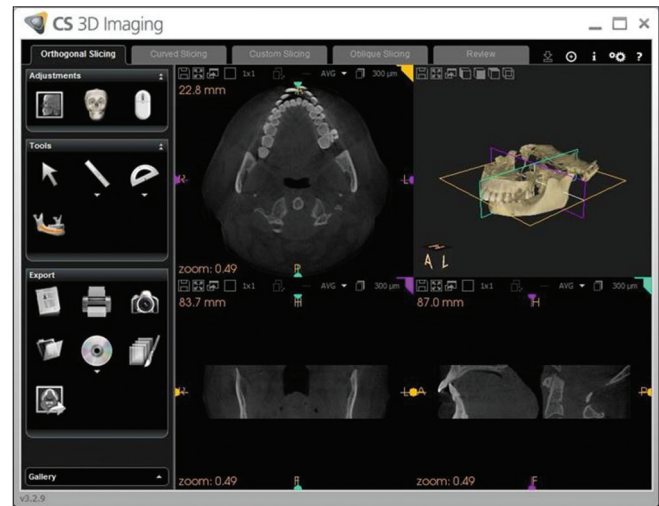 CS 3D Imaging
Orthogonal Slicing Curved Slicing Custom Slicing Oblique Slicing Review i ?
Adjustments
Tools
Export
Gallery
v3.2.9
1x1 AVG 300 µm
22.8 mm
A
R L
P
zoom: 0.49
A L
1x1 AVG 300 µm
83.7 mm
H
R L
F
zoom: 0.49
1x1 AVG 300 µm
87.0 mm
H
A P
F
zoom: 0.49